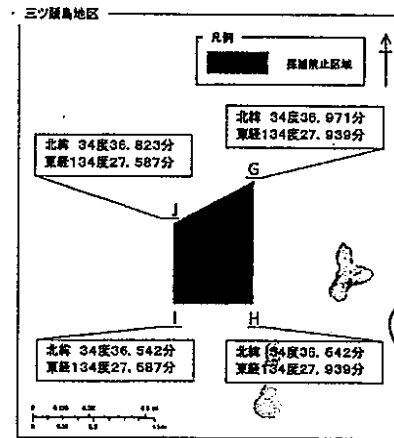 三ツ頭島地区
凡例
採捕禁止区域
北緯 34度36.971分
東経134度27.939分
北緯 34度36.823分
東経134度27.587分
G
J
I
H
北緯 34度36.542分
東経134度27.587分
北緯 34度36.542分
東経134度27.939分